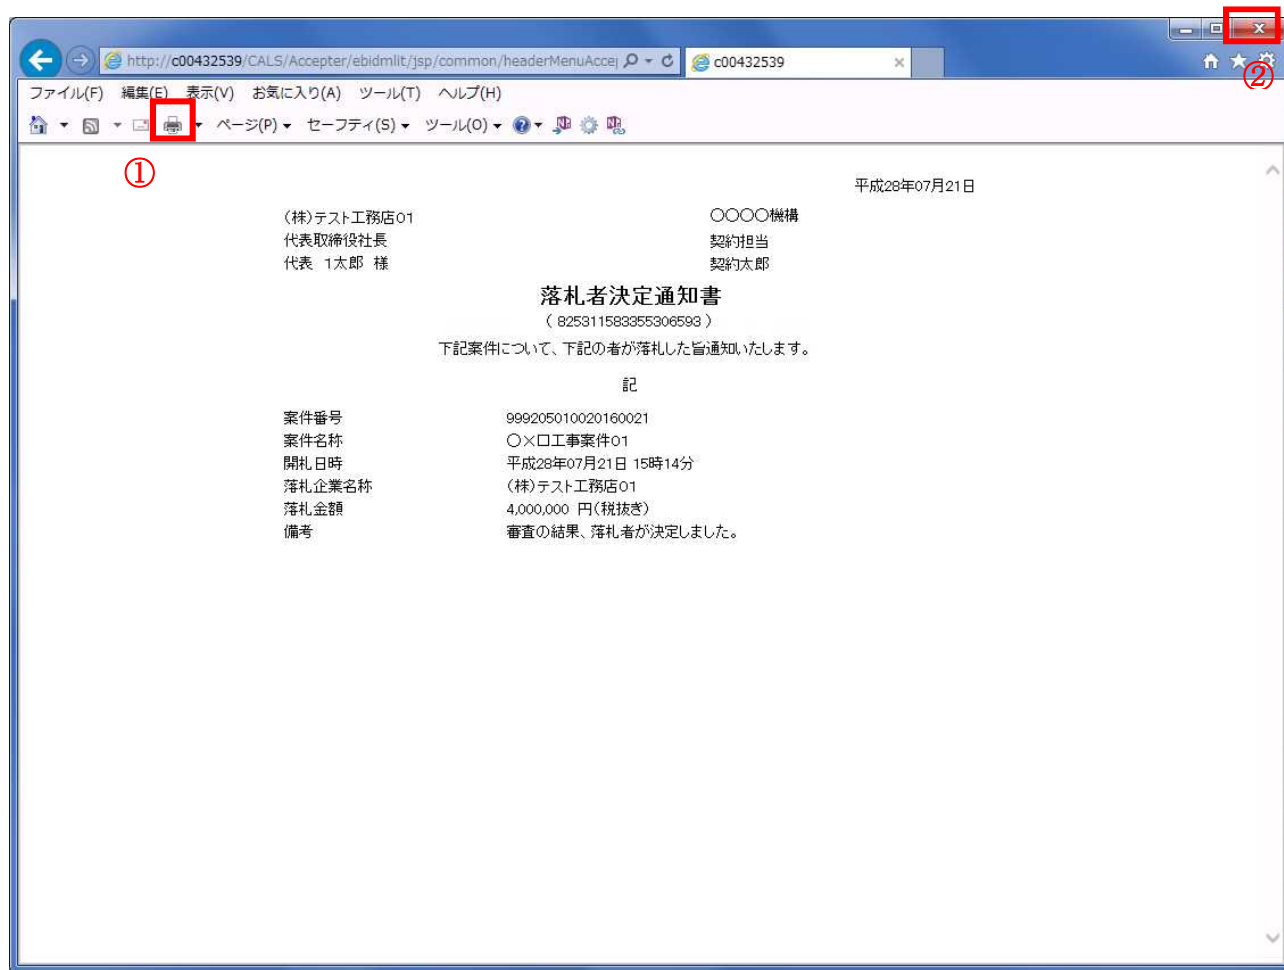 http://c00432539/CALS/Accepter/ebidmlit/jsp/common/headerMenuAccep c00432539
②
ファイル(F) 編集(E) 表示(V) お気に入り(A) ツール(T) ヘルプ(H)
ページ(P) セーフティ(S) ツール(O)
①
平成28年07月21日
(株)テスト工務店01 〇〇〇〇機構
代表取締役社長 契約担当
代表 1太郎 様 契約太郎
落札者決定通知書
( 825311583355306593 )
下記案件について、下記の者が落札した旨通知いたします。
記
案件番号 999205010020160021
案件名称 〇×口工事案件01
開札日時 平成28年07月21日 15時14分
落札企業名称 (株)テスト工務店01
落札金額 4,000,000 円(税抜き)
備考 審査の結果、落札者が決定しました。